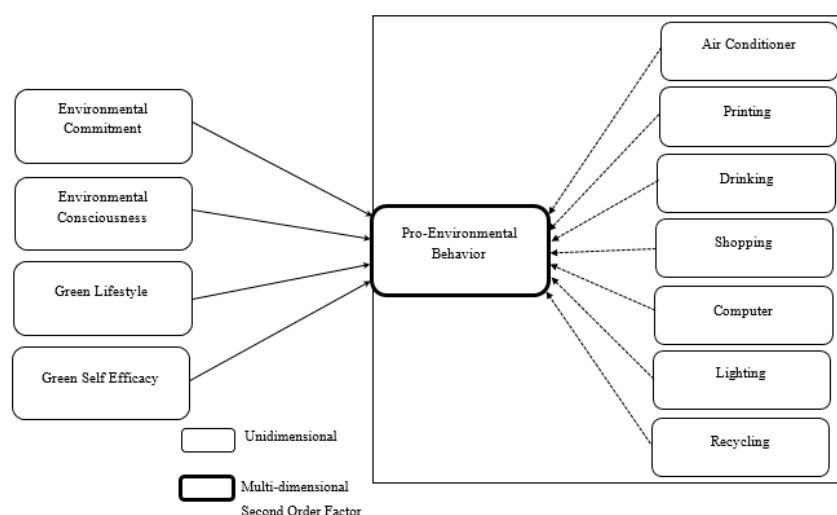 Environmental
Commitment
Environmental
Consciousness
Green Lifestyle
Green Self Efficacy
Pro-Environmental
Behavior
Air Conditioner
Printing
Drinking
Shopping
Computer
Lighting
Recycling
Unidimensional
Multi-dimensional
Second Order Factor